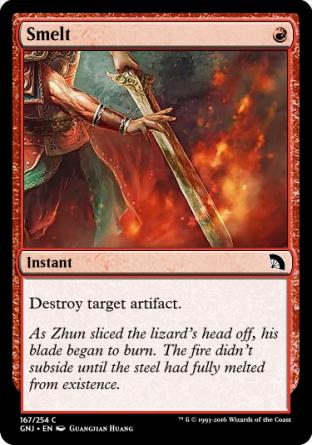 Smelt
Instant
Destroy target artifact.
As Zhun sliced the lizard's head off, his
blade began to burn. The fire didn't
subside until the steel had fully melted
from existence.
167/254 C
GNJ • EN Guanghan Huang
™ & © 1993-2016 Wizards of the Coast